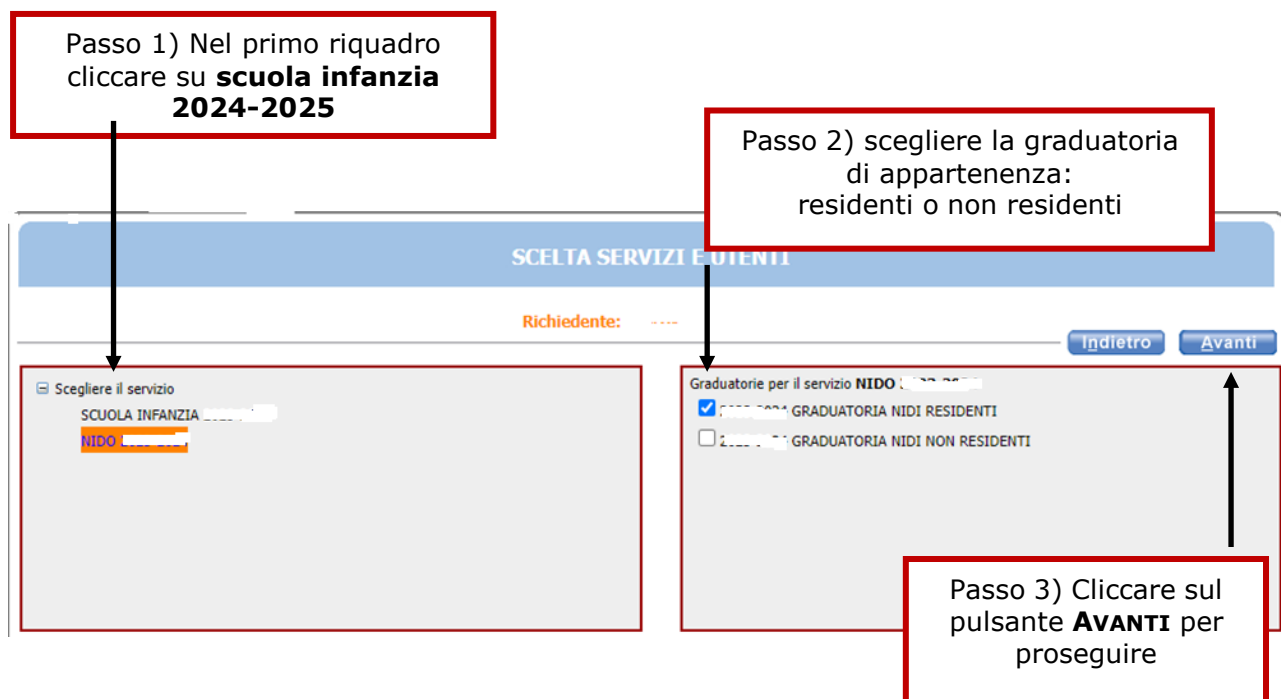 Passo 1) Nel primo riquadro
cliccare su scuola infanzia
2024-2025
Passo 2) scegliere la graduatoria
di appartenenza:
residenti o non residenti
SCELTA SERVIZI E UTENTI
Richiedente:
Indietro
Avanti
Scegliere il servizio
SCUOLA INFANZIA
NIDO
Graduatorie per il servizio NIDO
GRADUATORIA NIDI RESIDENTI
GRADUATORIA NIDI NON RESIDENTI
Passo 3) Cliccare sul
pulsante AVANTI per
proseguire